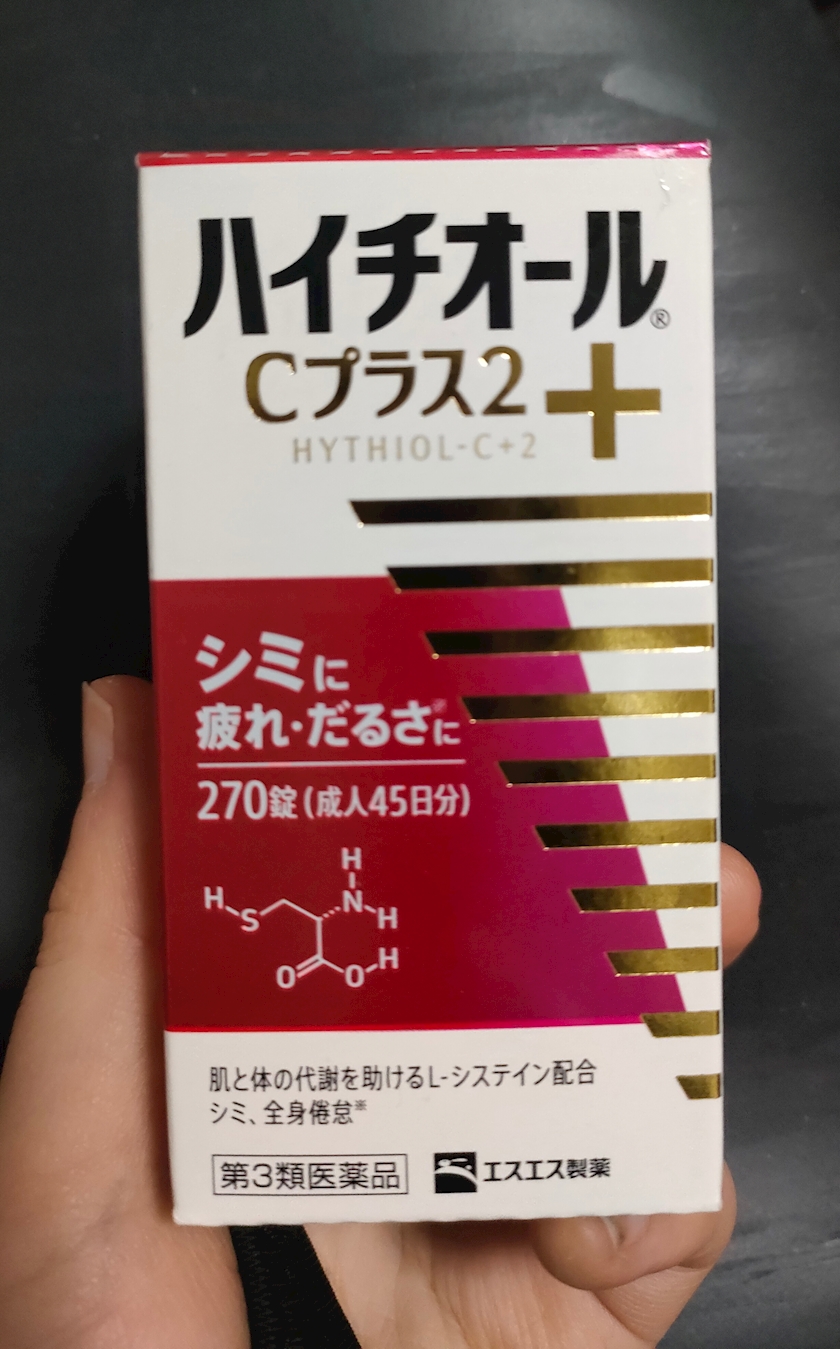 ハイチオール®
Cプラス2+
HYTHIOL-C+2
シミに
疲れ・だるさ※に
270錠(成人45日分)
H
H
S
N
H
O
O
H
肌と体の代謝を助けるL-システイン配合
シミ、全身倦怠※
第3類医薬品
エスエス製薬